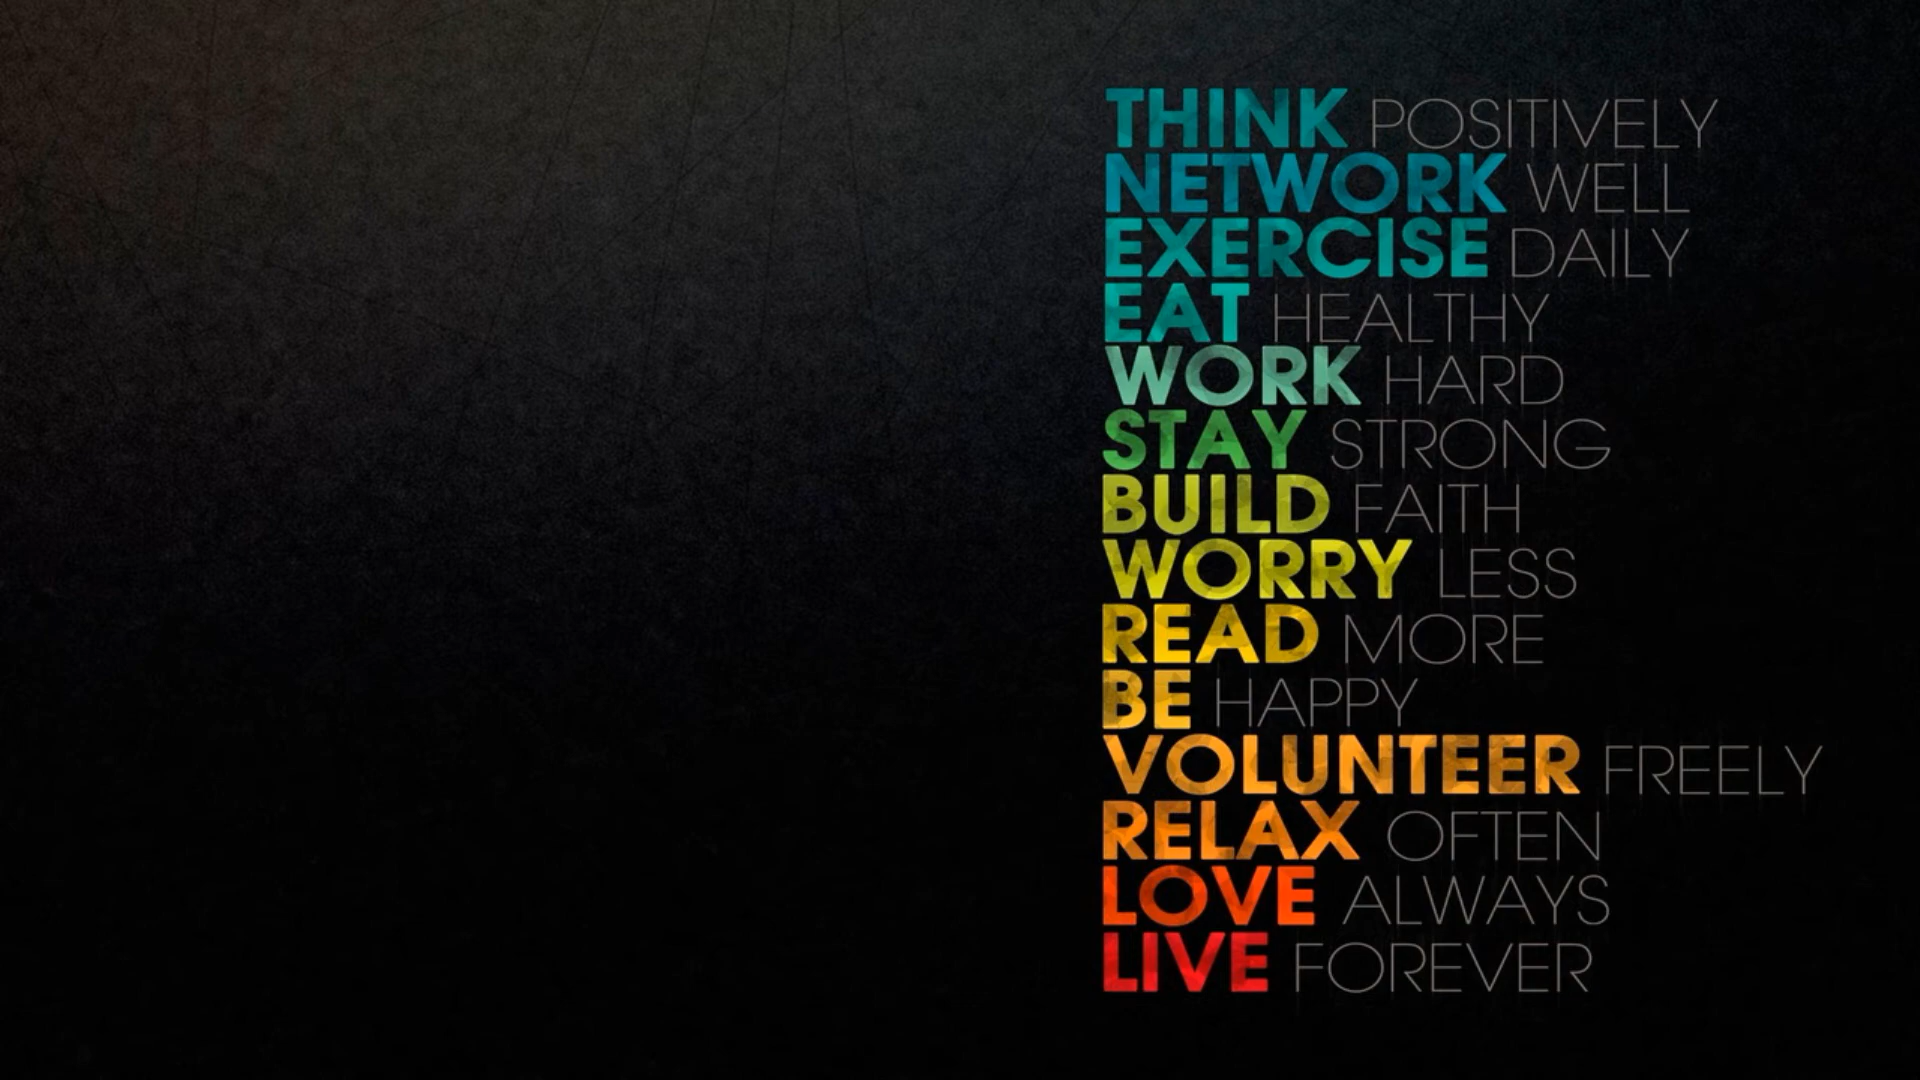 THINK POSITIVELY
NETWORK WELL
EXERCISE DAILY
EAT HEALTHY
WORK HARD
STAY STRONG
BUILD FAITH
WORRY LESS
READ MORE
BE HAPPY
VOLUNTEER FREELY
RELAX OFTEN
LOVE ALWAYS
LIVE FOREVER